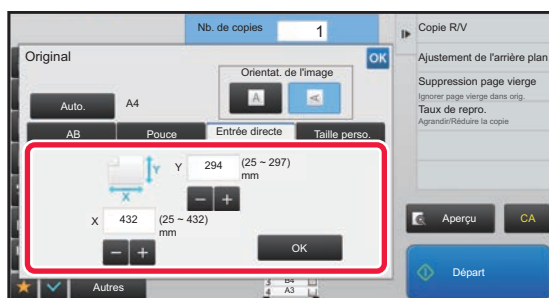 Nb. de copies 1
Original OK
Orientat. de l'image
A A
Auto. A4
AB Pouce Entrée directe Taille perso.
Y Y 294 (25 ~ 297)
mm
X
X 432 (25 ~ 432)
mm
OK
Autres
4 A3
Copie R/V
Ajustement de l'arrière plan
Suppression page vierge
Ignorer page vierge dans orig.
Taux de repro.
Agrandir/Réduire la copie
Aperçu CA
Départ